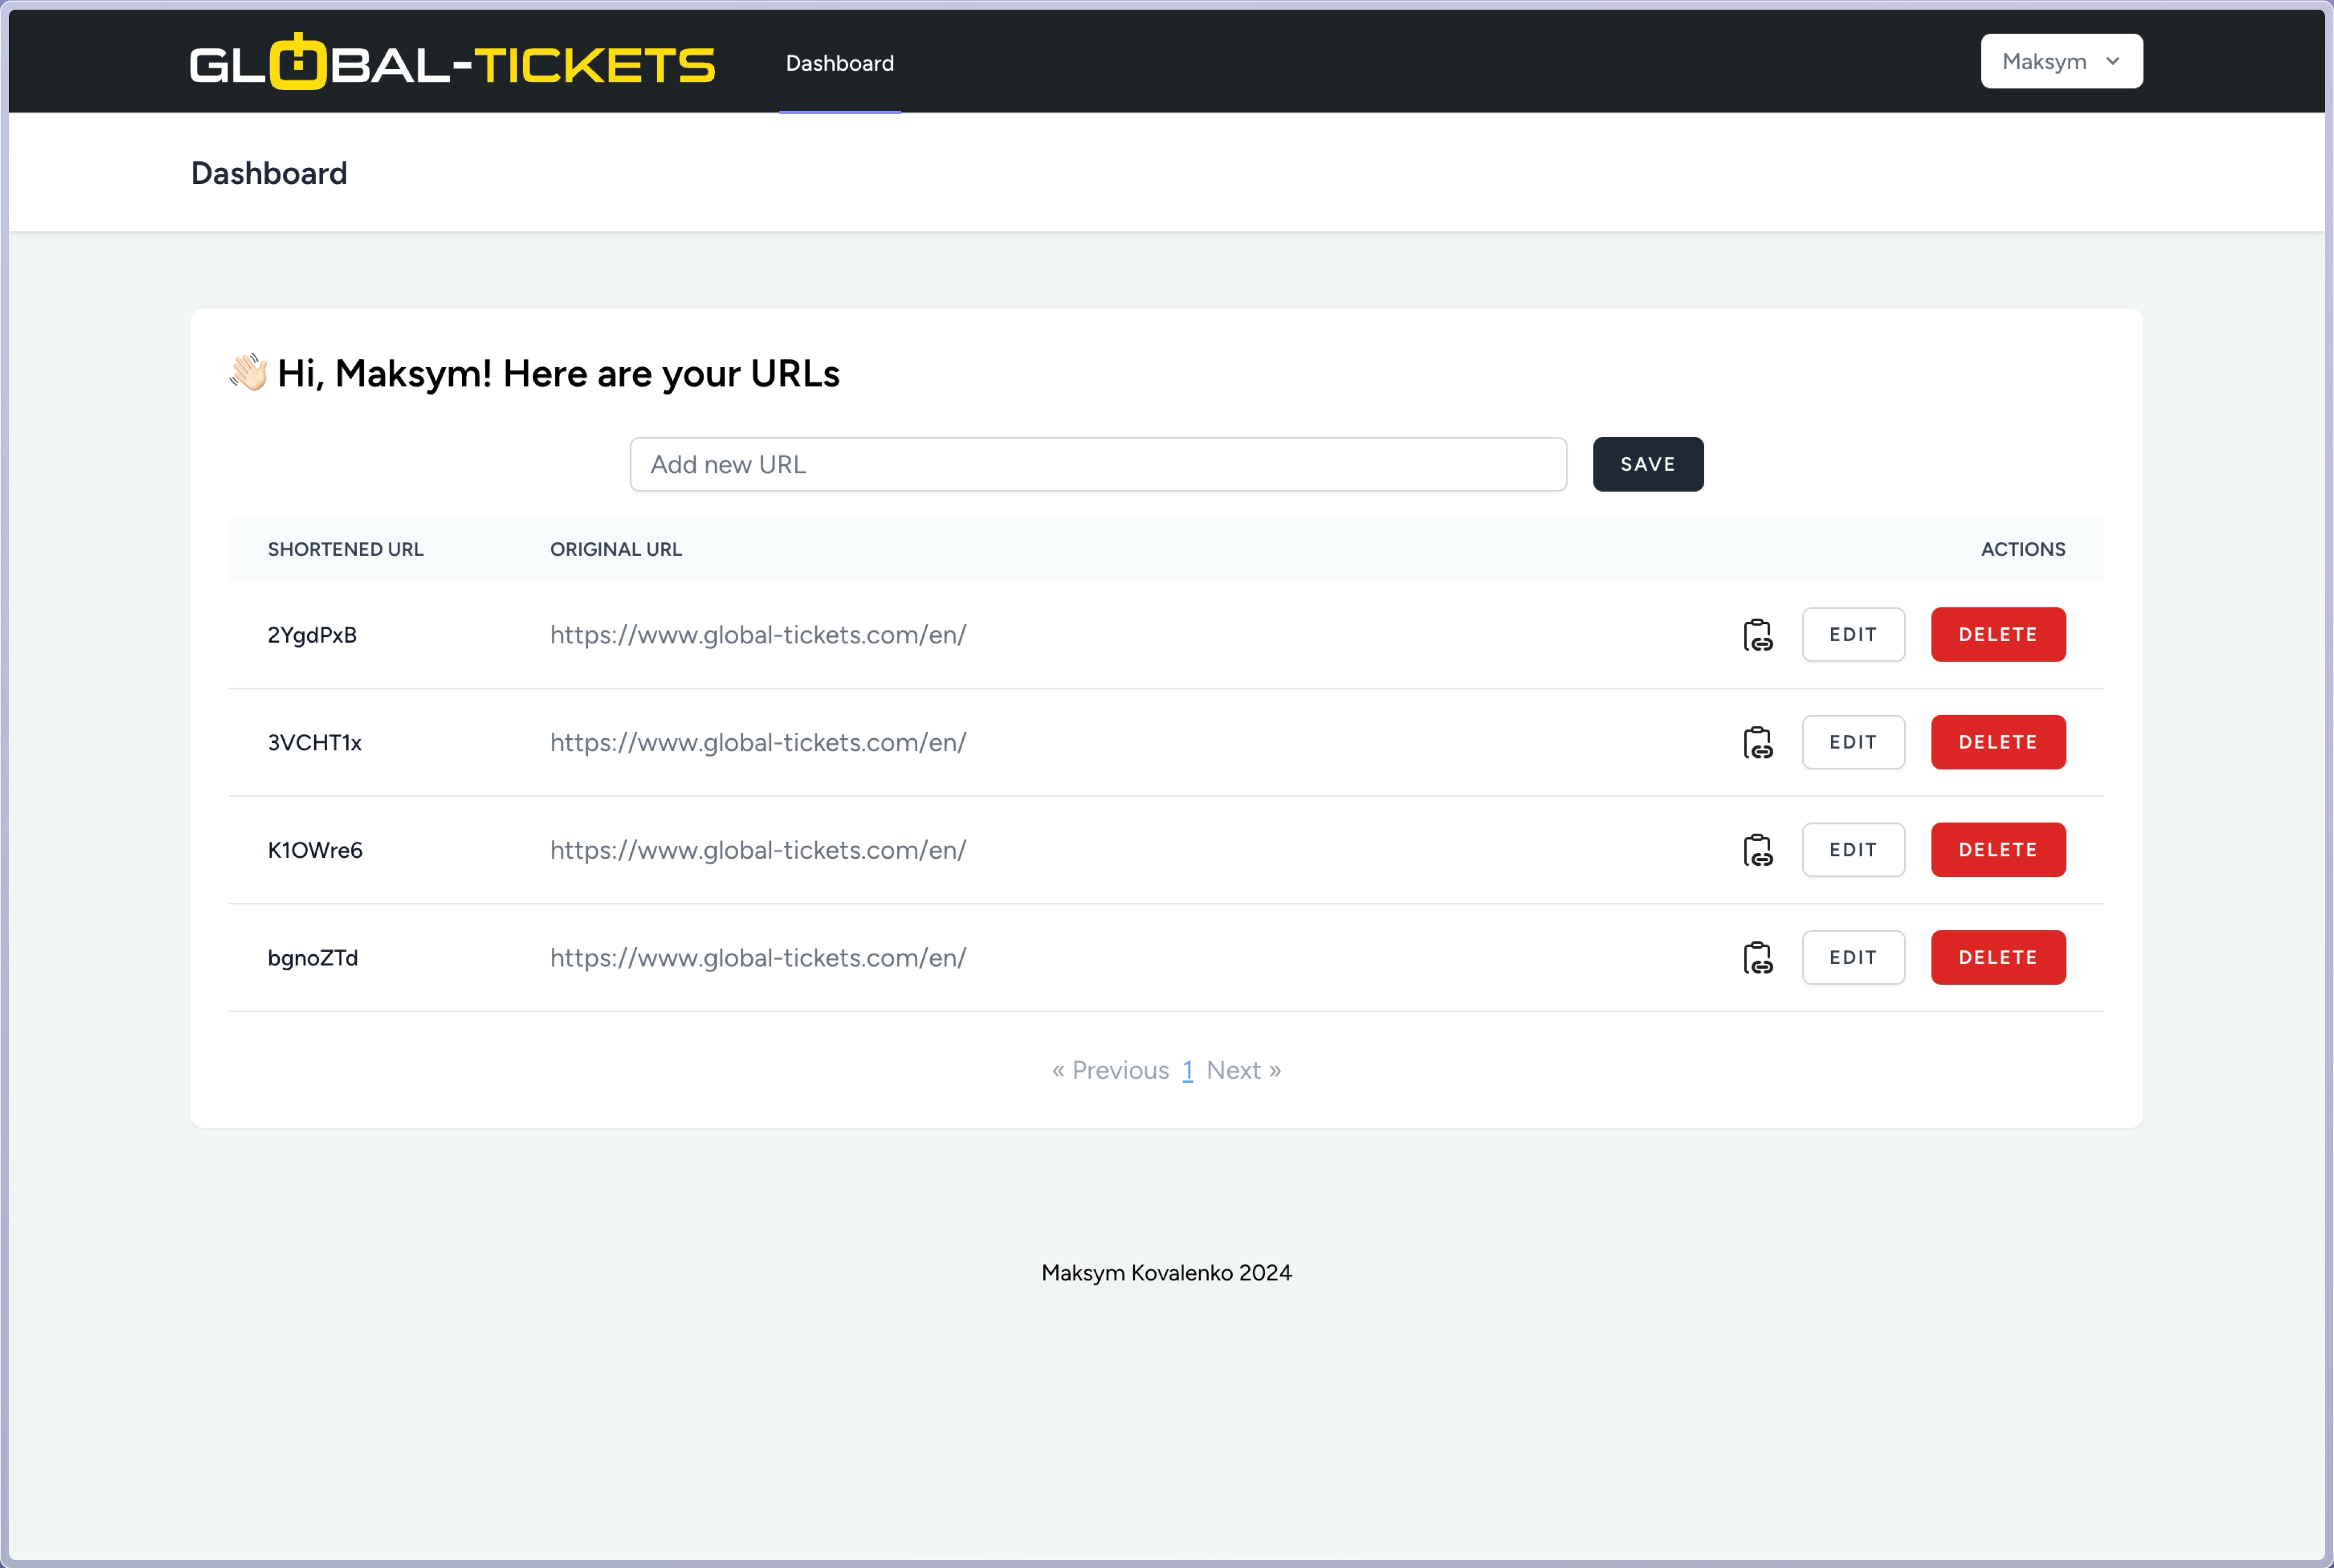 GLOBAL-TICKETS
Dashboard
Maksym
Dashboard
👋🏻 Hi, Maksym! Here are your URLs
Add new URL
SAVE
SHORTENED URL ORIGINAL URL ACTIONS
2YgdPxB https://www.global-tickets.com/en/ EDIT DELETE
3VCHT1x https://www.global-tickets.com/en/ EDIT DELETE
K1OWre6 https://www.global-tickets.com/en/ EDIT DELETE
bgnoZTd https://www.global-tickets.com/en/ EDIT DELETE
« Previous 1 Next »
Maksym Kovalenko 2024